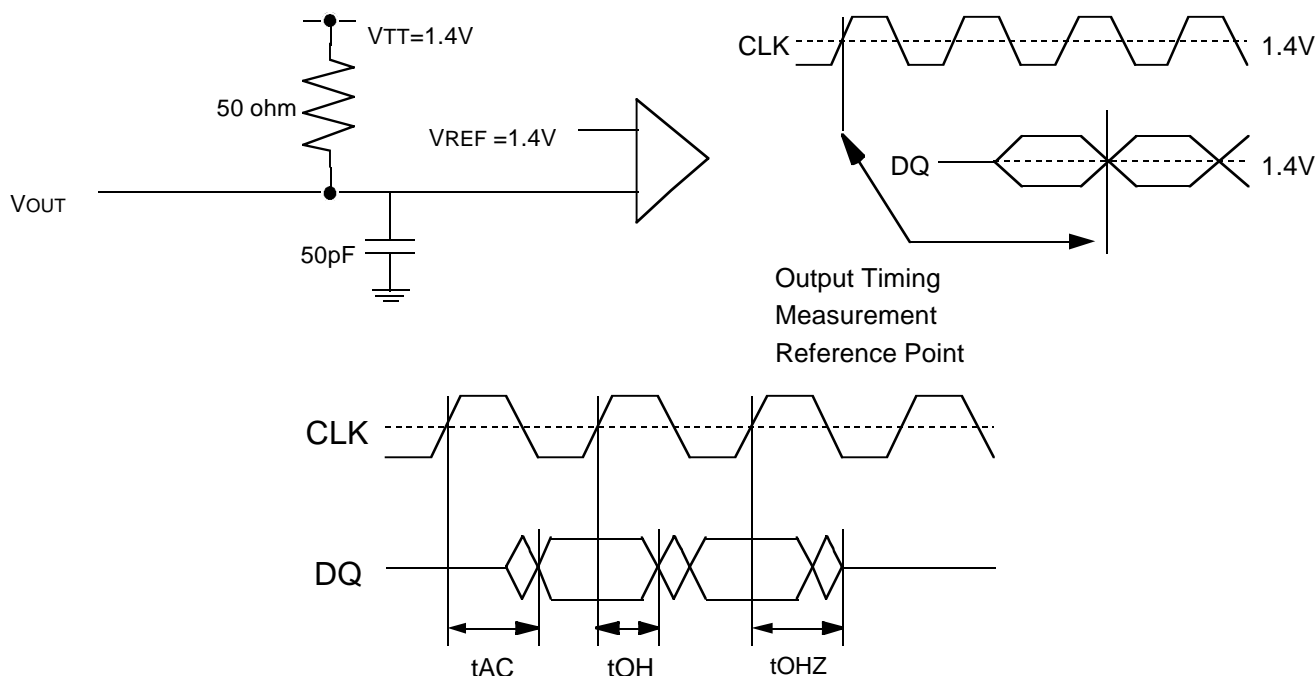 VTT=1.4V
50 ohm
VREF =1.4V
VOUT
50pF
CLK
1.4V
DQ
1.4V
Output Timing
Measurement
Reference Point
CLK
DQ
tAC
tOH
tOHZ